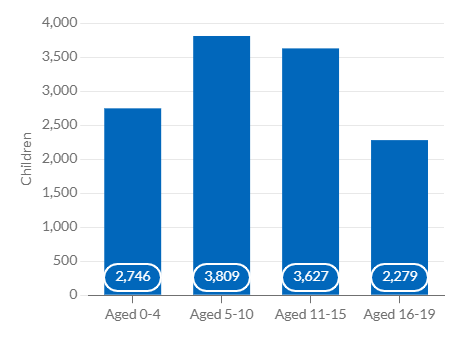 4,000
3,500
3,000
2,500
2,000
1,500
1,000
500
0
Children
2,746
3,809
3,627
2,279
Aged 0-4
Aged 5-10
Aged 11-15
Aged 16-19